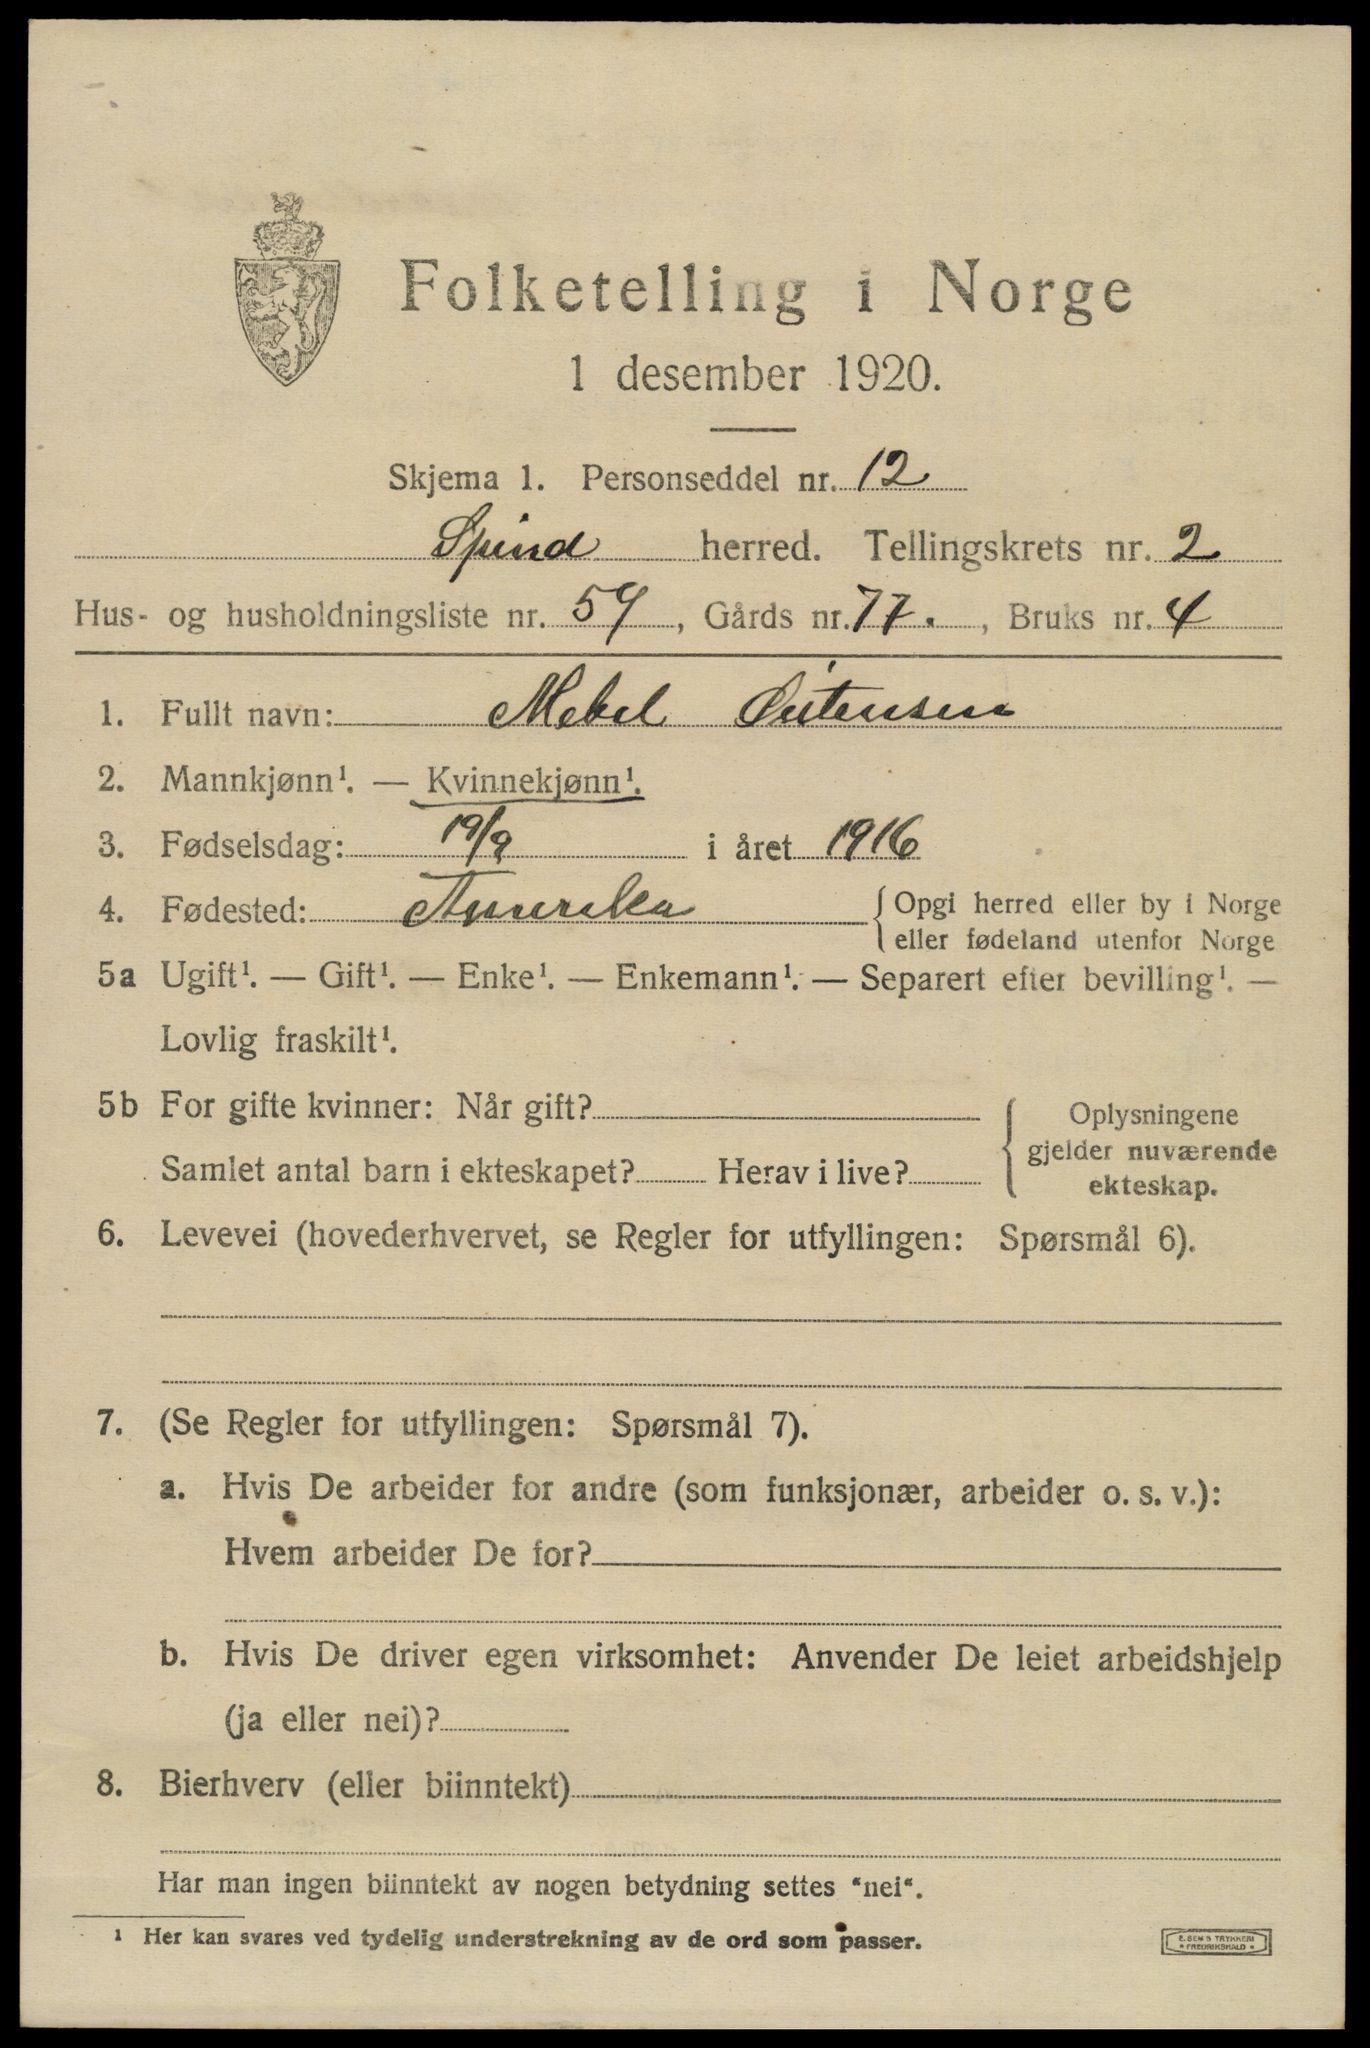 Folketelling i Norge
1 desember 1920.
Skjema 1. Personseddel nr. 12
Spind herred. Tellingskrets nr. 2
Hus- og husholdningsliste nr. 59, Gårds nr. 77. , Bruks nr. 4
1. Fullt navn: Mebel
2. Mannkjønn¹. — Kvinnekjønn¹.
3. Fødselsdag: 19/9 i året 1916
4. Fødested: Amerika { Opgi herred eller by i Norge
eller fødeland utenfor Norge
5a Ugift¹. — Gift¹. — Enke¹. — Enkemann¹. — Separert efter bevilling¹. —
Lovlig fraskilt¹.
5b For gifte kvinner: Når gift?
Samlet antal barn i ekteskapet? Herav i live?
{ Oplysningene
gjelder nuværende
ekteskap.
6. Levevei (hovederhvervet, se Regler for utfyllingen: Spørsmål 6).
7. (Se Regler for utfyllingen: Spørsmål 7).
a. Hvis De arbeider for andre (som funksjonær, arbeider o. s. v.):
Hvem arbeider De for?
b. Hvis De driver egen virksomhet: Anvender De leiet arbeidshjelp
(ja eller nei)?
8. Bierhverv (eller biinntekt)
Har man ingen biinntekt av nogen betydning settes "nei".
¹ Her kan svares ved tydelig understrekning av de ord som passer.
E. SEM'S TRYKKERI
* FREDRIKSHALD *